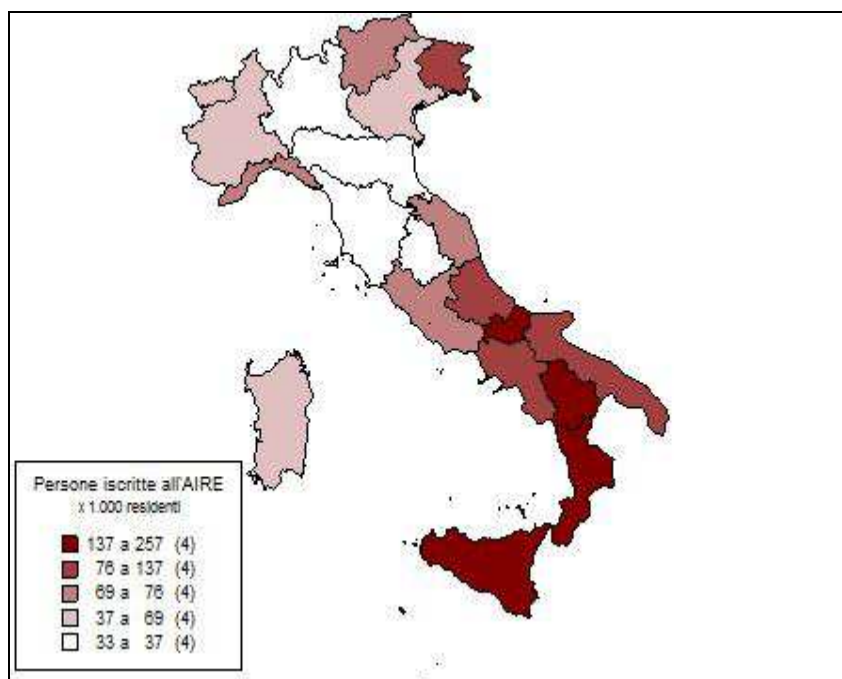 Persone iscritte all'AIRE
x 1.000 residenti
137 a 257 (4)
76 a 137 (4)
69 a 76 (4)
37 a 69 (4)
33 a 37 (4)